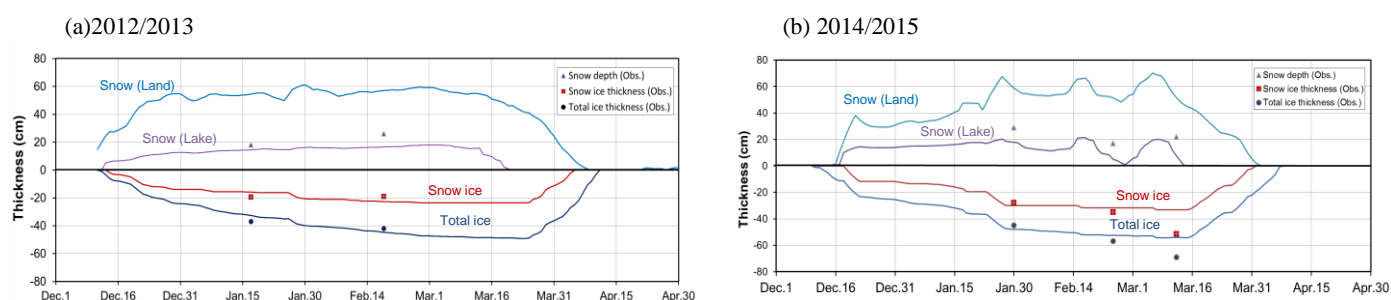 (a)2012/2013
Thickness (cm)
80
60
40
20
0
-20
-40
-60
-80
Snow (Land)
Snow (Lake)
Snow ice
Total ice
Snow depth (Obs.)
Snow ice thickness (Obs.)
Total ice thickness (Obs.)
Dec.1 Dec.16 Dec.31 Jan.15 Jan.30 Feb.14 Mar.1 Mar.16 Mar.31 Apr.15 Apr.30
(b) 2014/2015
Thickness (cm)
80
60
40
20
0
-20
-40
-60
-80
Snow (Land)
Snow (Lake)
Snow ice
Total ice
Snow depth (Obs.)
Snow ice thickness (Obs.)
Total ice thickness (Obs.)
Dec.1 Dec.16 Dec.31 Jan.15 Jan.30 Feb.14 Mar.1 Mar.16 Mar.31 Apr.15 Apr.30